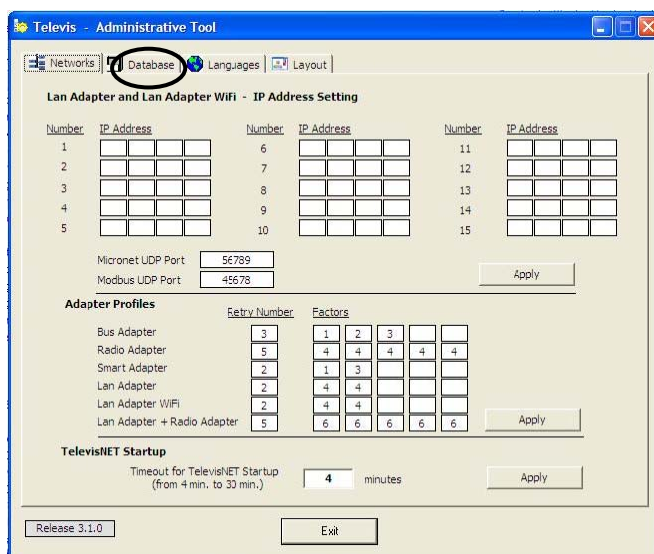 Televis - Administrative Tool
Networks Database Languages Layout
Lan Adapter and Lan Adapter WiFi - IP Address Setting
Number IP Address Number IP Address Number IP Address
1 6 11
2 7 12
3 8 13
4 9 14
5 10 15
Micronet UDP Port 56789
Modbus UDP Port 45678
Apply
Adapter Profiles
Retry Number Factors
Bus Adapter 3 1 2 3
Radio Adapter 5 4 4 4 4 4
Smart Adapter 2 1 3
Lan Adapter 2 4 4
Lan Adapter WiFi 2 4 4
Lan Adapter + Radio Adapter 5 6 6 6 6 6
Apply
TelevisNET Startup
Timeout for TelevisNET Startup
(from 4 min. to 30 min.)
4 minutes
Apply
Release 3.1.0
Exit